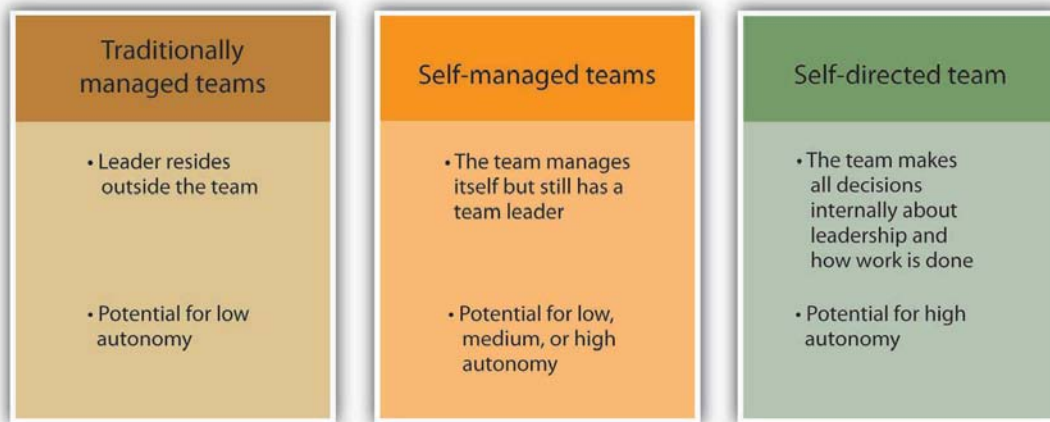 Traditionally
managed teams
• Leader resides
outside the team
• Potential for low
autonomy
Self-managed teams
• The team manages
itself but still has a
team leader
• Potential for low,
medium, or high
autonomy
Self-directed team
• The team makes
all decisions
internally about
leadership and
how work is done
• Potential for high
autonomy